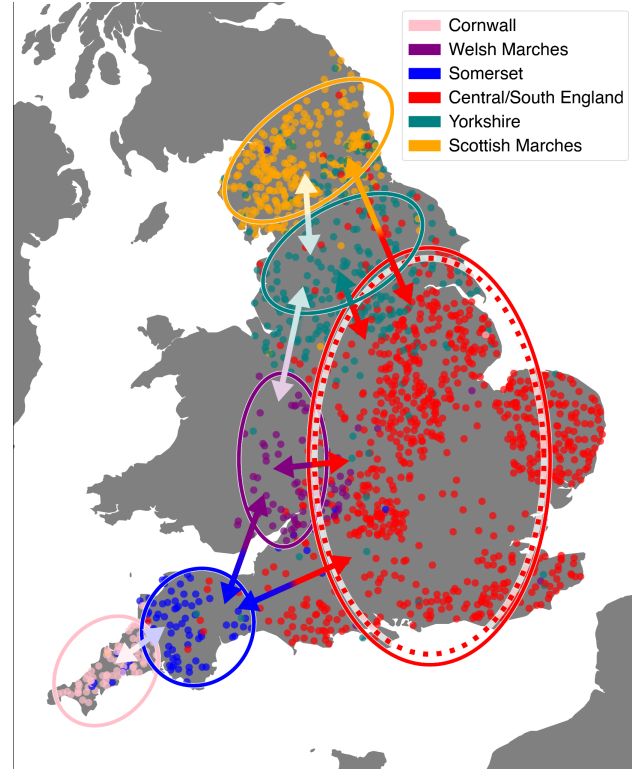 Cornwall
Welsh Marches
Somerset
Central/South England
Yorkshire
Scottish Marches